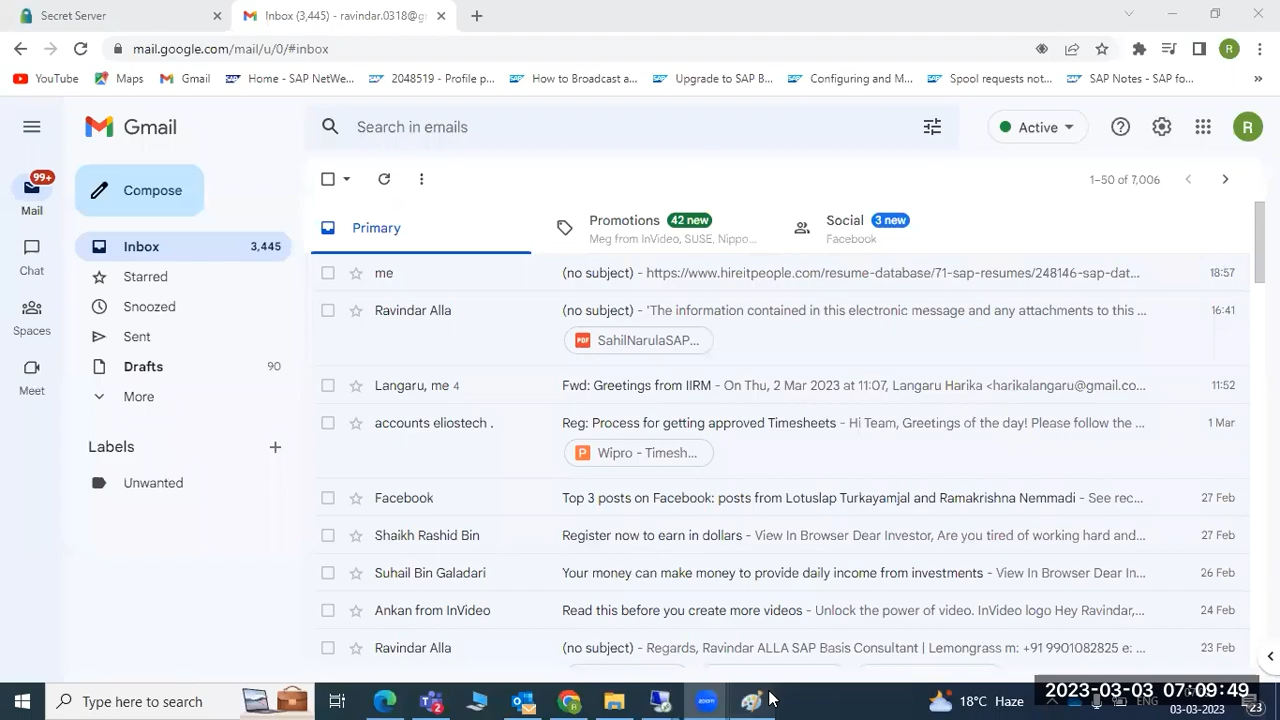 Secret Server
Inbox (3,445) - ravindar.0318@g
mail.google.com/mail/u/0/#inbox
R
YouTube
Maps
Gmail
Home - SAP NetWe...
2048519 - Profile p...
How to Broadcast a...
Upgrade to SAP B...
Configuring and M...
Spool requests not...
SAP Notes - SAP fo...
Gmail
Search in emails
Active
R
99+
Mail
Chat
Spaces
Meet
Compose
Inbox 3,445
Starred
Snoozed
Sent
Drafts 90
More
Labels
Unwanted
1–50 of 7,006
Primary
Promotions 42 new
Meg from InVideo, SUSE, Nippo...
Social 3 new
Facebook
me (no subject) - https://www.hireitpeople.com/resume-database/71-sap-resumes/248146-sap-dat... 18:57
Ravindar Alla (no subject) - 'The information contained in this electronic message and any attachments to this ... 16:41
PDF SahilNarulaSAP...
Langaru, me 4 Fwd: Greetings from IIRM - On Thu, 2 Mar 2023 at 11:07, Langaru Harika <harikalangaru@gmail.co... 11:52
accounts eliostech . Reg: Process for getting approved Timesheets - Hi Team, Greetings of the day! Please follow the ... 1 Mar
P Wipro - Timesh...
Facebook Top 3 posts on Facebook: posts from Lotuslap Turkayamjal and Ramakrishna Nemmadi - See rec... 27 Feb
Shaikh Rashid Bin Register now to earn in dollars - View In Browser Dear Investor, Are you tired of working hard and... 27 Feb
Suhail Bin Galadari Your money can make money to provide daily income from investments - View In Browser Dear In... 26 Feb
Ankan from InVideo Read this before you create more videos - Unlock the power of video. InVideo logo Hey Ravindar,... 24 Feb
Ravindar Alla (no subject) - Regards, Ravindar ALLA SAP Basis Consultant | Lemongrass m: +91 9901082825 e: ... 23 Feb
Type here to search
zoom
18°C Haze
2023-03-03 07:09:49
ENG
03-03-2023
23